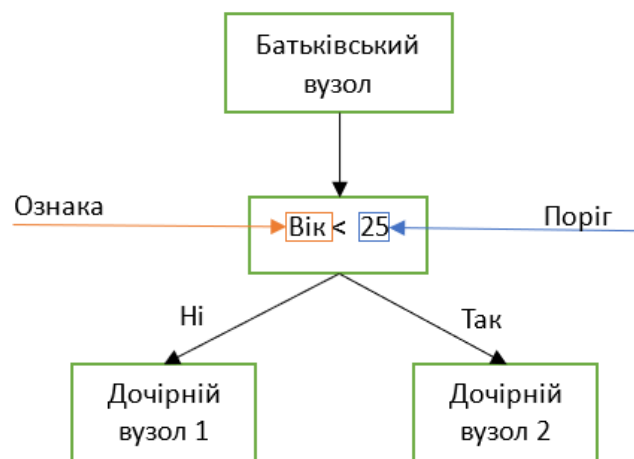 Батьківський
вузол
Ознака
Вік < 25
Поріг
Ні
Так
Дочірній
вузол 1
Дочірній
вузол 2